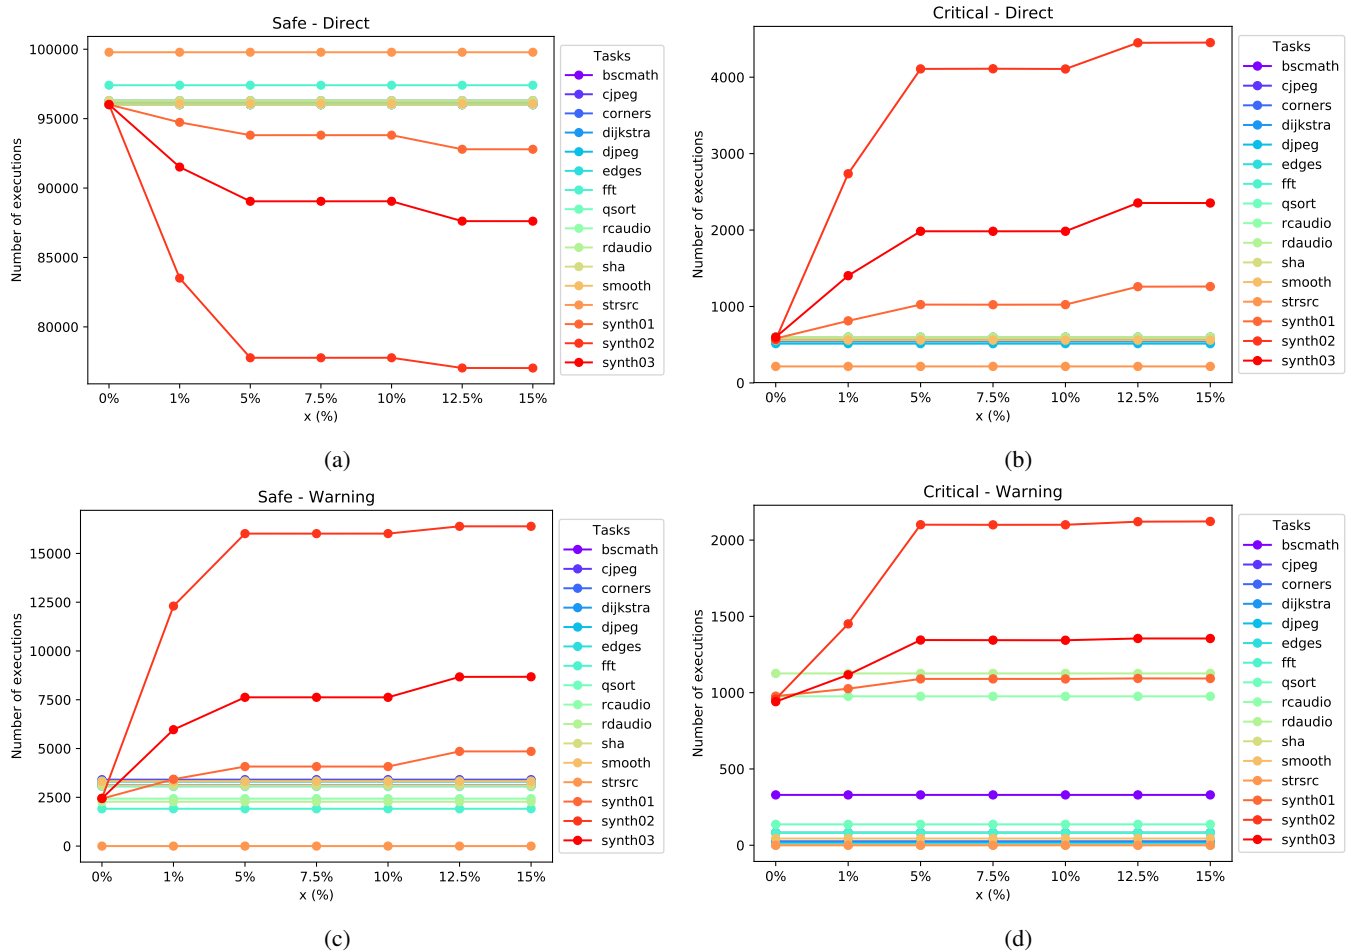 Safe - Direct
Number of executions
100000
95000
90000
85000
80000
0% 1% 5% 7.5% 10% 12.5% 15%
x (%)
Tasks
bscmath
cjpeg
corners
dijkstra
djpeg
edges
fft
qsort
rcaudio
rdaudio
sha
smooth
strsrc
synth01
synth02
synth03
(a)
Critical - Direct
Number of executions
4000
3000
2000
1000
0
0% 1% 5% 7.5% 10% 12.5% 15%
x (%)
Tasks
bscmath
cjpeg
corners
dijkstra
djpeg
edges
fft
qsort
rcaudio
rdaudio
sha
smooth
strsrc
synth01
synth02
synth03
(b)
Safe - Warning
Number of executions
15000
12500
10000
7500
5000
2500
0
0% 1% 5% 7.5% 10% 12.5% 15%
x (%)
Tasks
bscmath
cjpeg
corners
dijkstra
djpeg
edges
fft
qsort
rcaudio
rdaudio
sha
smooth
strsrc
synth01
synth02
synth03
(c)
Critical - Warning
Number of executions
2000
1500
1000
500
0
0% 1% 5% 7.5% 10% 12.5% 15%
x (%)
Tasks
bscmath
cjpeg
corners
dijkstra
djpeg
edges
fft
qsort
rcaudio
rdaudio
sha
smooth
strsrc
synth01
synth02
synth03
(d)